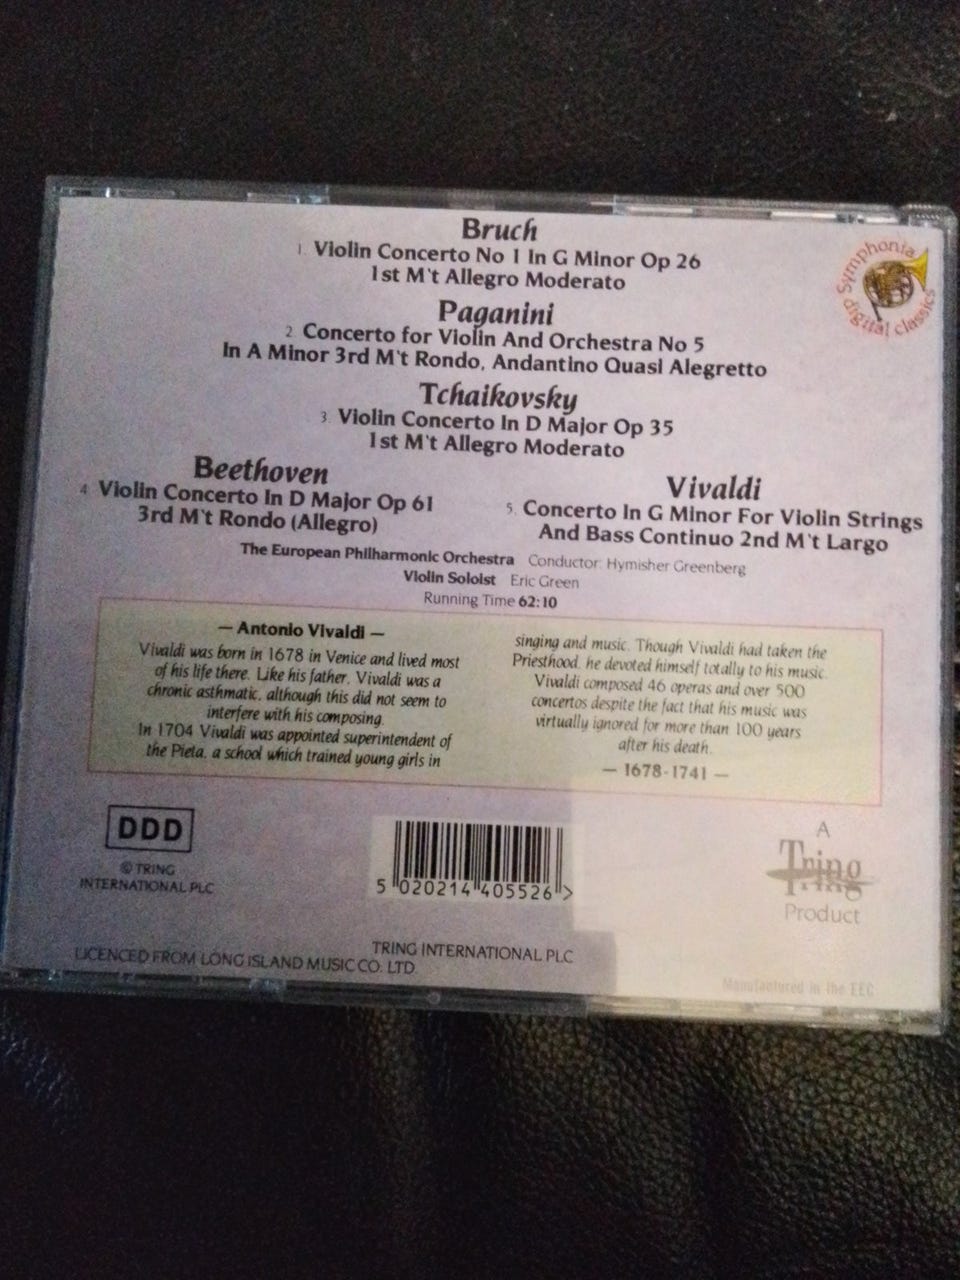 Bruch
1 Violin Concerto No 1 In G Minor Op 26
1st M't Allegro Moderato
Symphonia
digital classics
Paganini
2 Concerto for Violin And Orchestra No 5
In A Minor 3rd M't Rondo, Andantino Quasi Alegretto
Tchaikovsky
3 Violin Concerto In D Major Op 35
1st M't Allegro Moderato
Beethoven
4 Violin Concerto In D Major Op 61
3rd M't Rondo (Allegro)
Vivaldi
5. Concerto In G Minor For Violin Strings
And Bass Continuo 2nd M't Largo
The European Philharmonic Orchestra Conductor: Hymisher Greenberg
Violin Soloist Eric Green
Running Time 62:10
— Antonio Vivaldi —
Vivaldi was born in 1678 in Venice and lived most
of his life there. Like his father, Vivaldi was a
chronic asthmatic, although this did not seem to
interfere with his composing.
In 1704 Vivaldi was appointed superintendent of
the Pieta, a school which trained young girls in
singing and music. Though Vivaldi had taken the
Priesthood, he devoted himself totally to his music.
Vivaldi composed 46 operas and over 500
concertos despite the fact that his music was
virtually ignored for more than 100 years
after his death.
— 1678-1741 —
DDD
© TRING
INTERNATIONAL PLC
5 020214 405526 >
A
Tring
Product
TRING INTERNATIONAL PLC
LICENCED FROM LONG ISLAND MUSIC CO. LTD.
Manufactured in the EEC